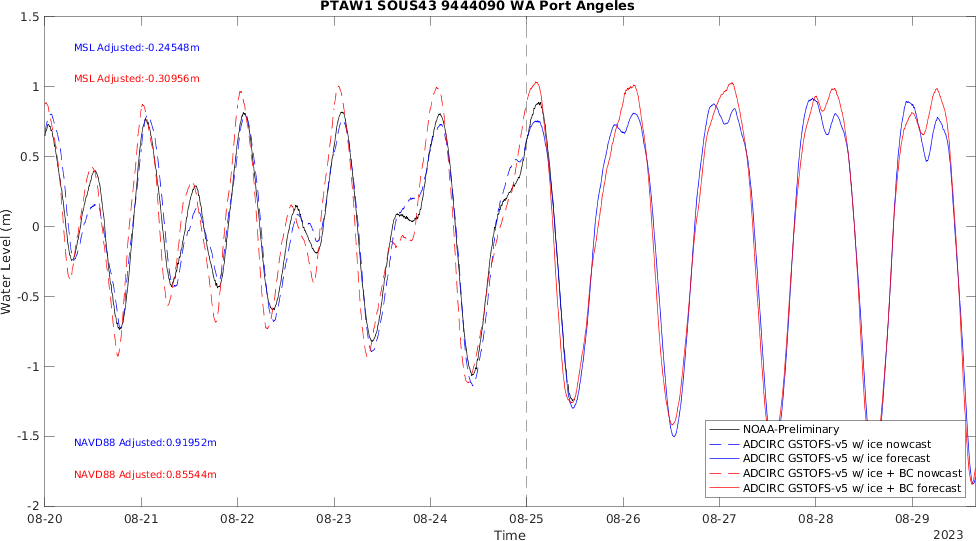 PTAW1 SOUS43 9444090 WA Port Angeles
1.5
MSL Adjusted:-0.24548m
MSL Adjusted:-0.30956m
1
0.5
0
-0.5
-1
-1.5
-2
Water Level (m)
NAVD88 Adjusted:0.91952m
NAVD88 Adjusted:0.85544m
NOAA-Preliminary
ADCIRC GSTOFS-v5 w/ ice nowcast
ADCIRC GSTOFS-v5 w/ ice forecast
ADCIRC GSTOFS-v5 w/ ice + BC nowcast
ADCIRC GSTOFS-v5 w/ ice + BC forecast
08-20 08-21 08-22 08-23 08-24 08-25 08-26 08-27 08-28 08-29
Time
2023